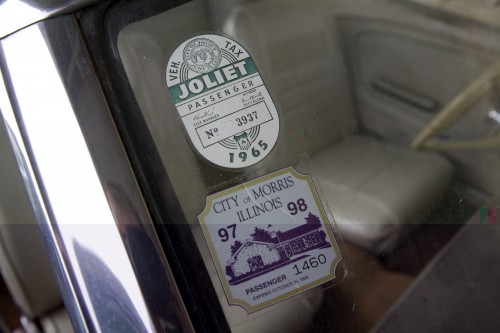 VEH. TAX
JOLIET
PASSENGER
No 3937
1965
CITY OF MORRIS
ILLINOIS
97 98
PASSENGER 1460